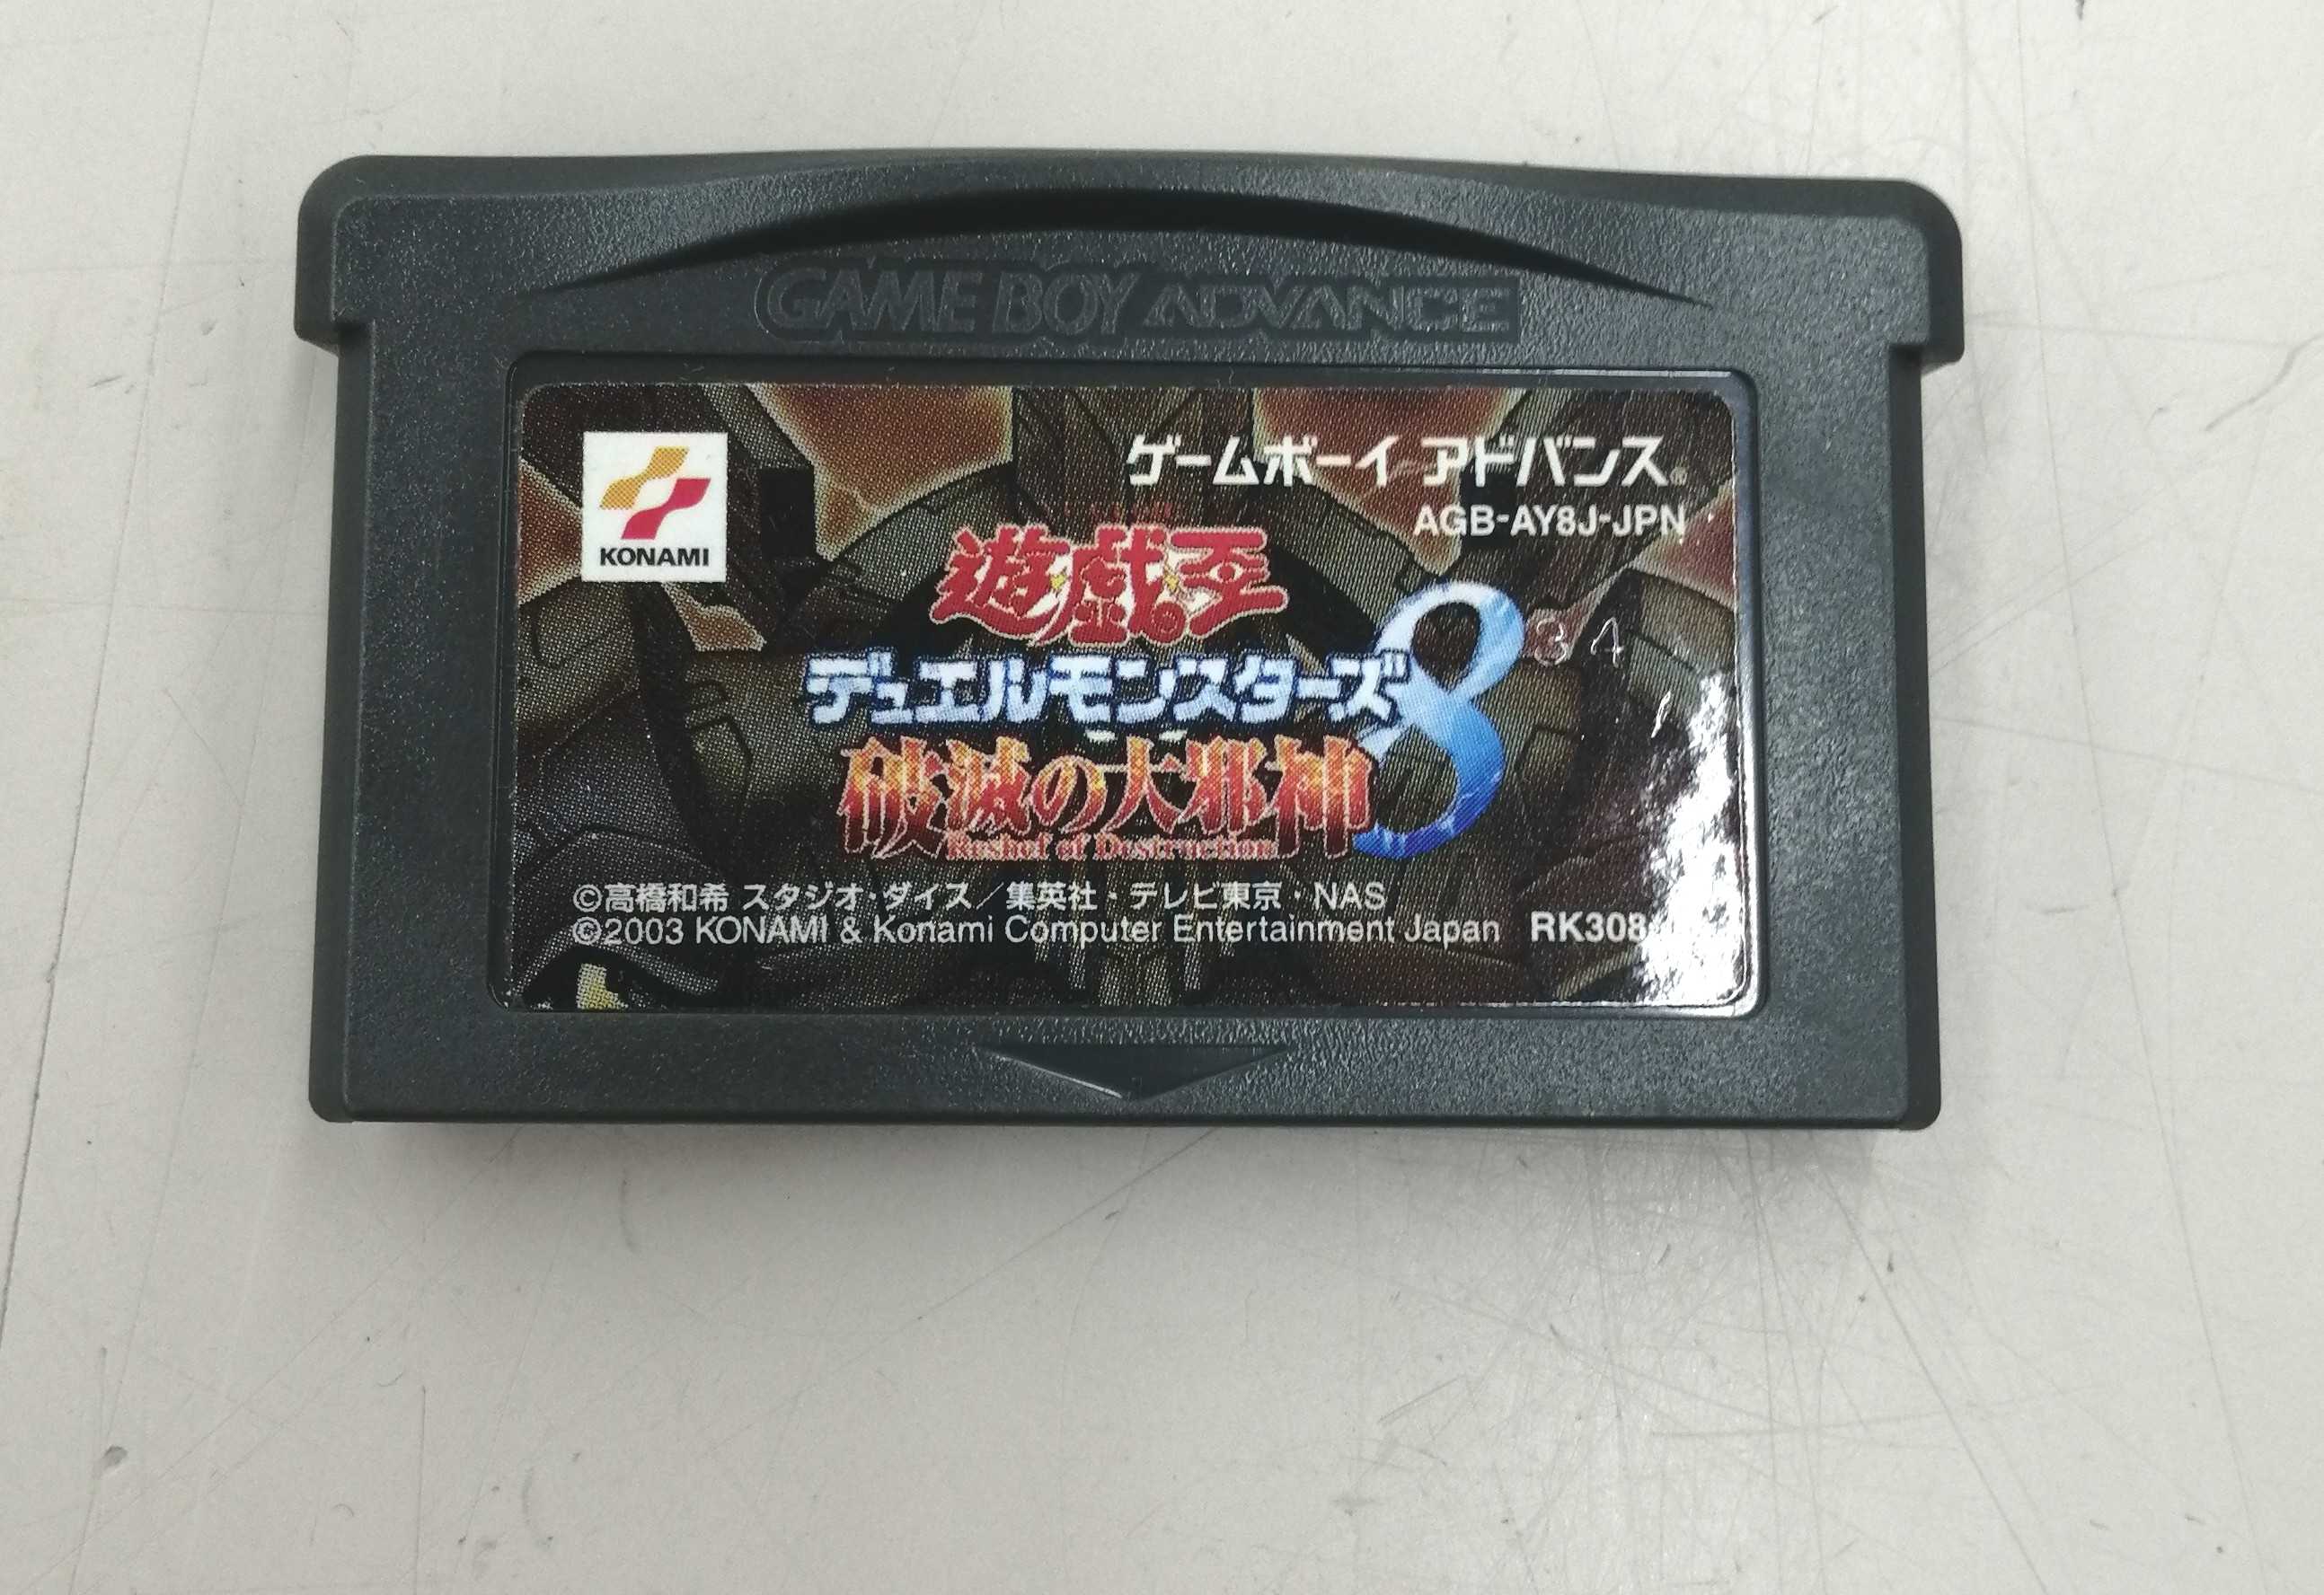 GAME BOY ADVANCE
KONAMI
ゲームボーイ アドバンス®
AGB-AY8J-JPN
遊戯王
デュエルモンスターズ8
破滅の大邪神
Reshef of Destruction
©高橋和希 スタジオ・ダイス/集英社・テレビ東京・NAS
©2003 KONAMI & Konami Computer Entertainment Japan